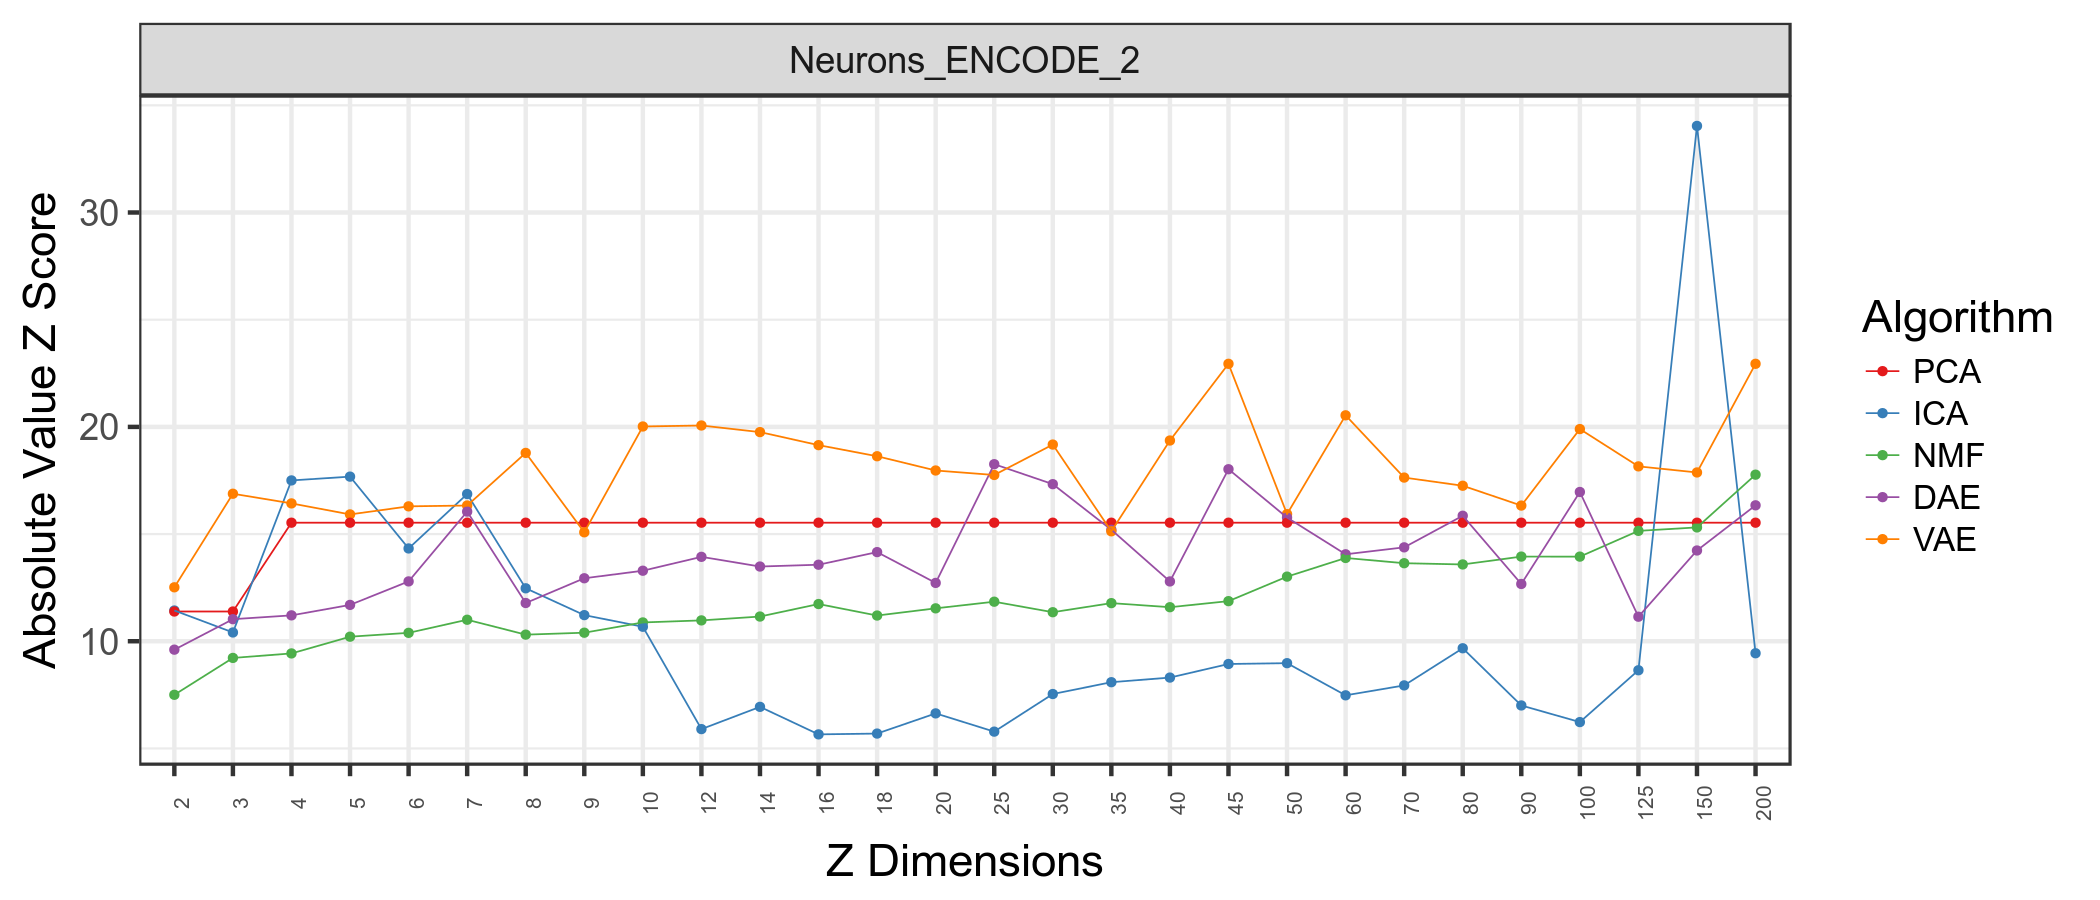 Neurons_ENCODE_2
Absolute Value Z Score
30
20
10
2 3 4 5 6 7 8 9 10 12 14 16 18 20 25 30 35 40 45 50 60 70 80 90 100 125 150 200
Z Dimensions
Algorithm
PCA
ICA
NMF
DAE
VAE